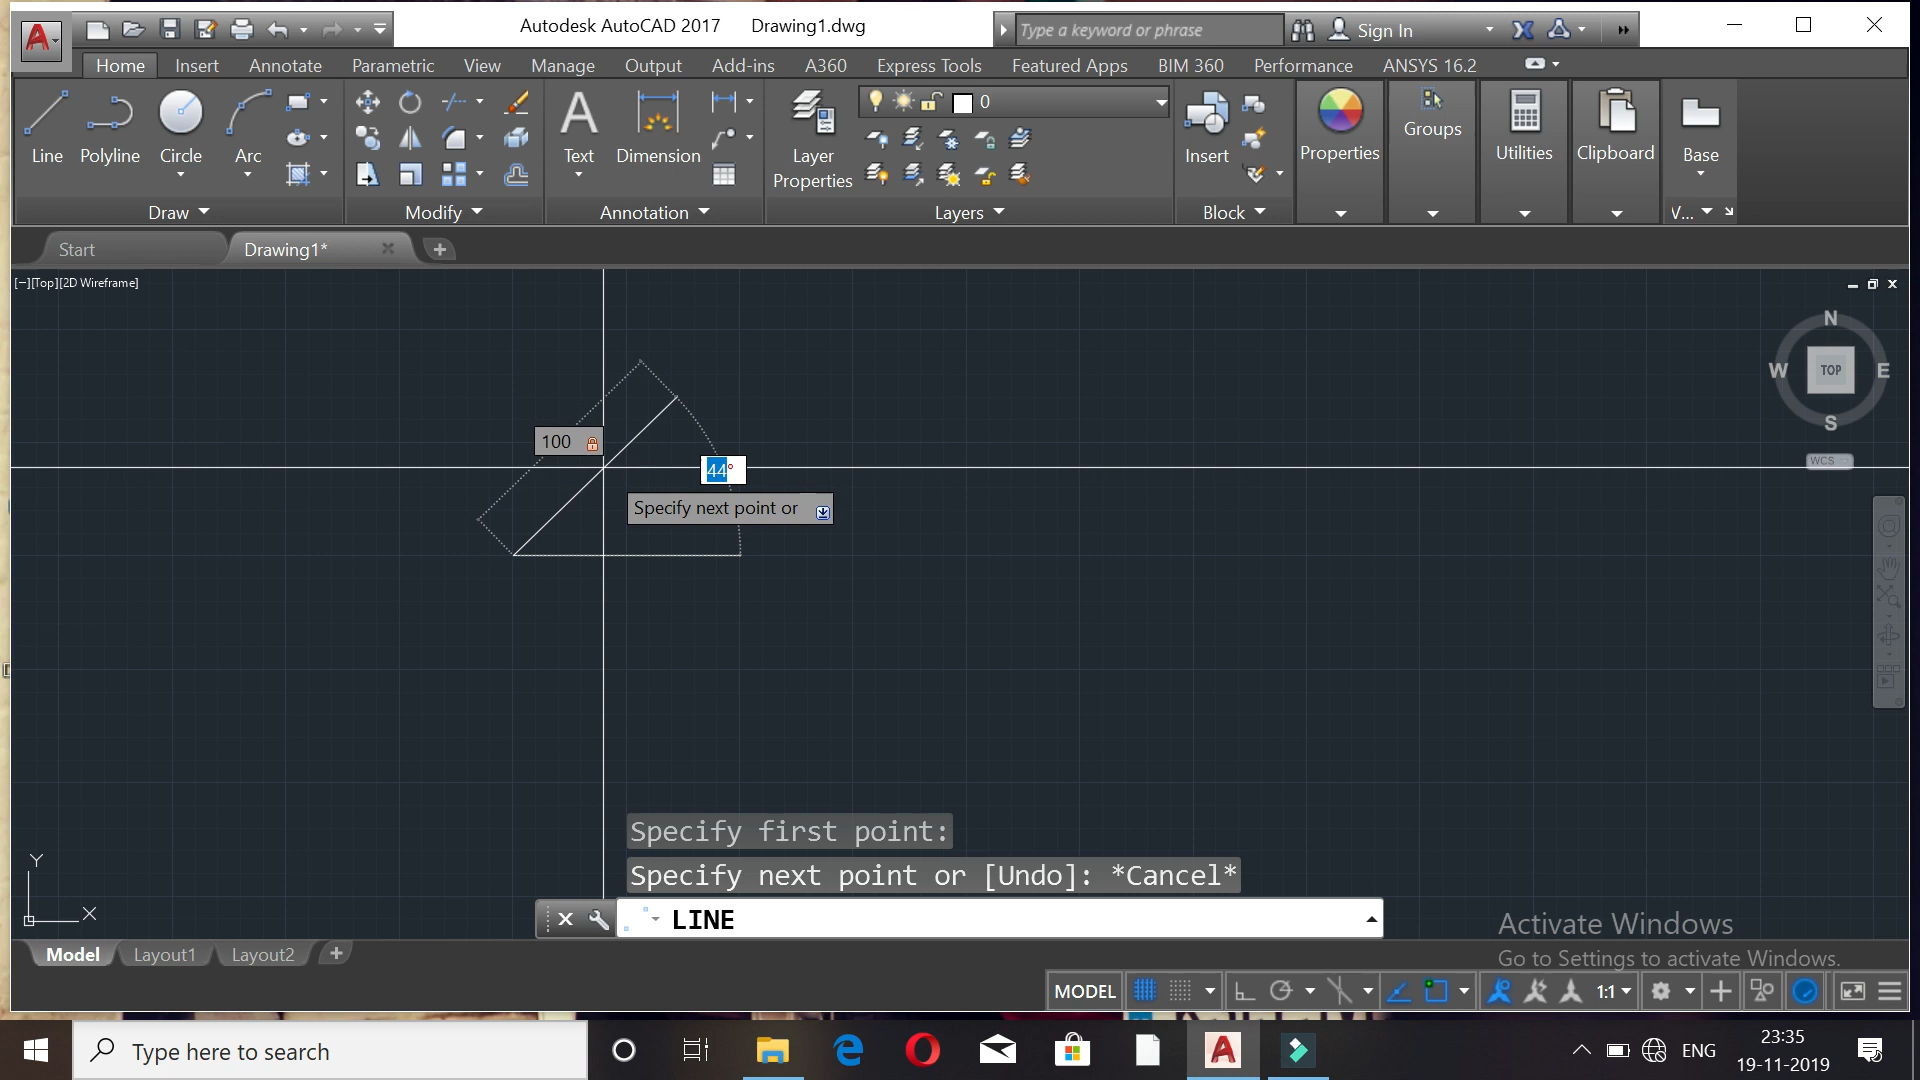 Autodesk AutoCAD 2017 Drawing1.dwg
Type a keyword or phrase
Sign In
Home Insert Annotate Parametric View Manage Output Add-ins A360 Express Tools Featured Apps BIM 360 Performance ANSYS 16.2
0
Line Polyline Circle Arc
Text Dimension
Layer
Properties
Insert
Properties
Groups
Utilities
Clipboard
Base
Draw
Modify
Annotation
Layers
Block
V...
Start
Drawing1*
[−][Top][2D Wireframe]
N
W TOP E
S
WCS
100
44°
Specify next point or
Specify first point:
Specify next point or [Undo]: *Cancel*
LINE
Y
X
Activate Windows
Go to Settings to activate Windows.
Model Layout1 Layout2
MODEL
1:1
Type here to search
ENG
23:35
19-11-2019